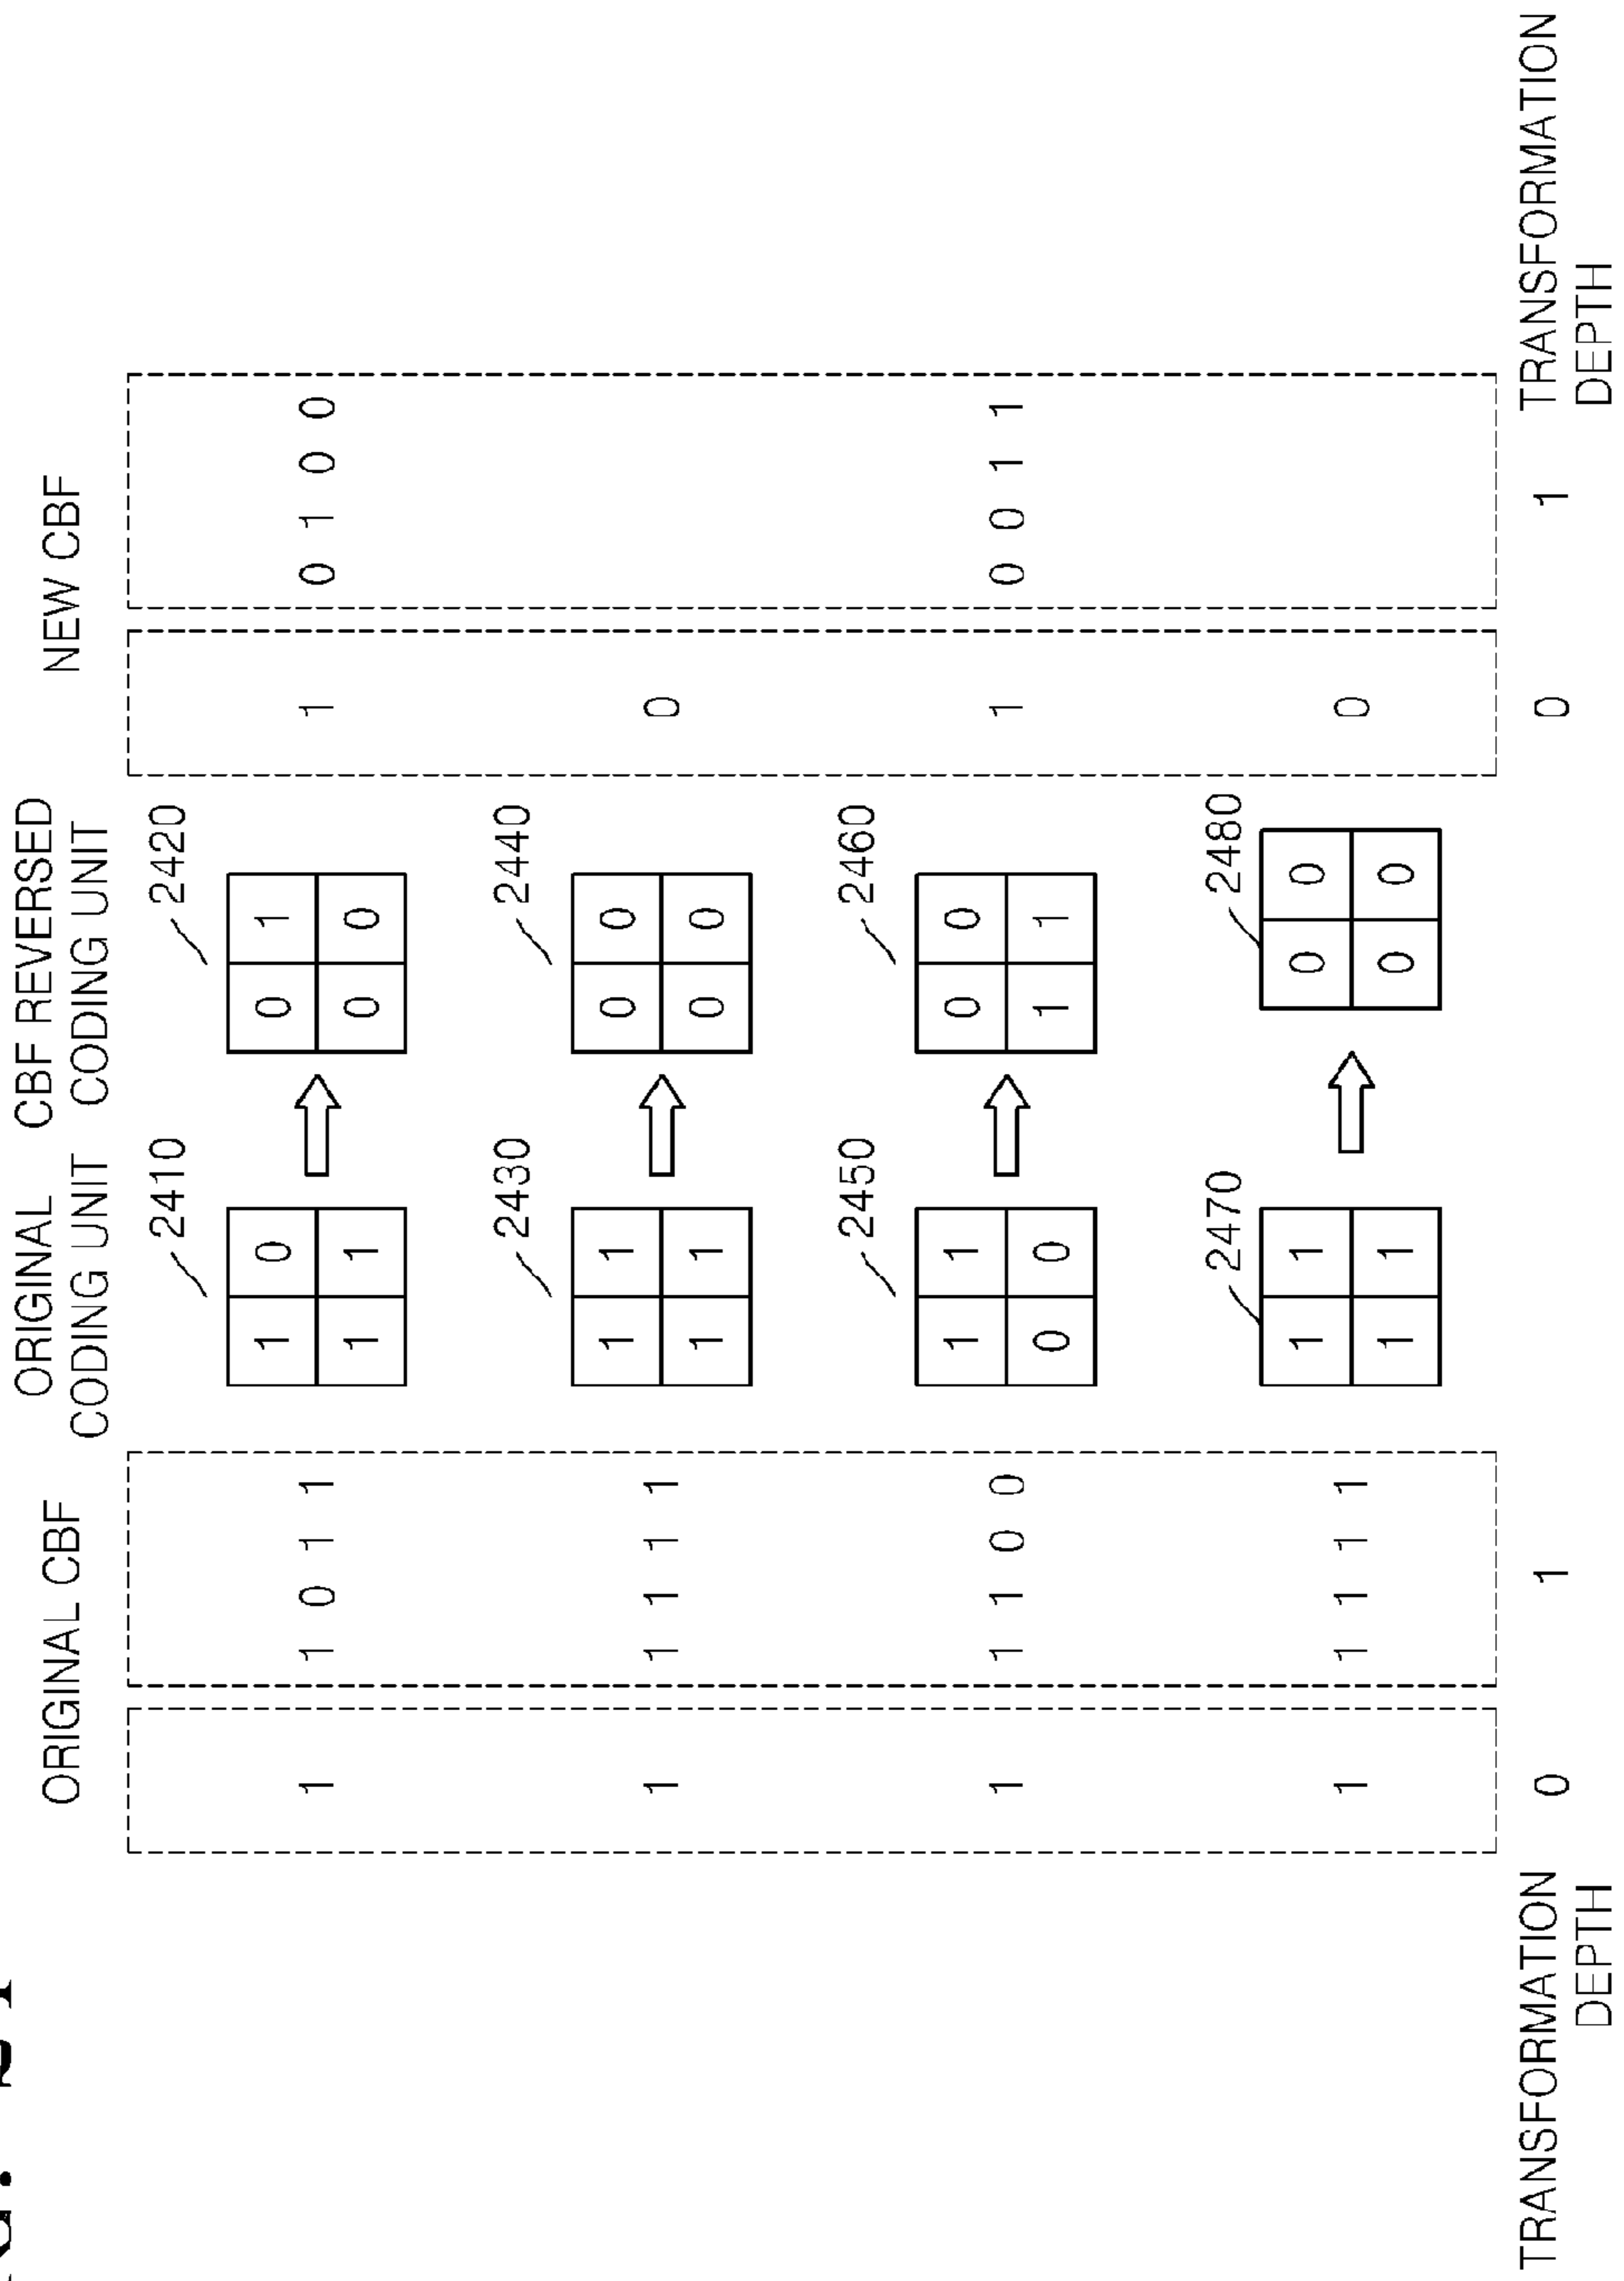 ORIGINAL CBF
ORIGINAL
CODING UNIT
CBF REVERSED
CODING UNIT
NEW CBF
1
1 0 1 1
2410
1 0
1 1
2420
0 1
0 0
1
0 1 0 0
1
1 1 1 1
2430
1 1
1 1
2440
0 0
0 0
0
1
1 1 0 0
2450
1 1
0 0
2460
0 0
1 1
1
0 0 1 1
1
1 1 1 1
2470
1 1
1 1
2480
0 0
0 0
0
TRANSFORMATION
DEPTH
0 1
0 1
TRANSFORMATION
DEPTH